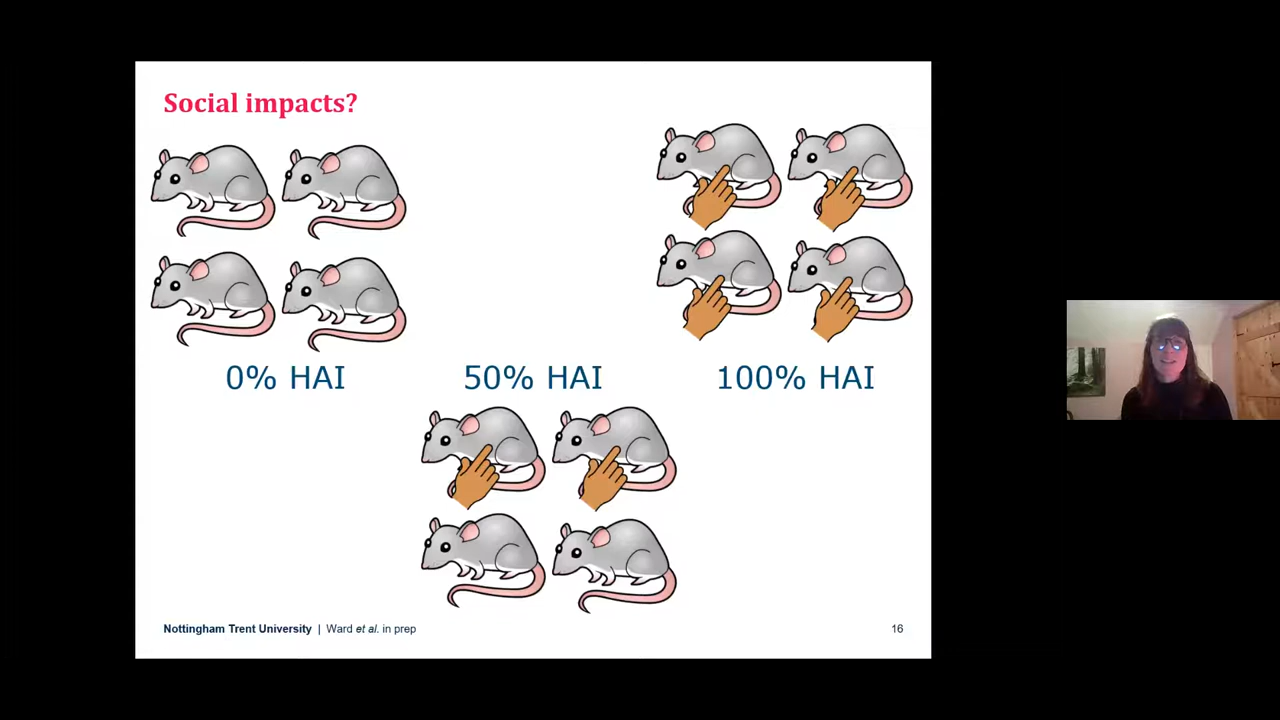 Social impacts?
0% HAI
50% HAI
100% HAI
Nottingham Trent University | Ward et al. in prep
16